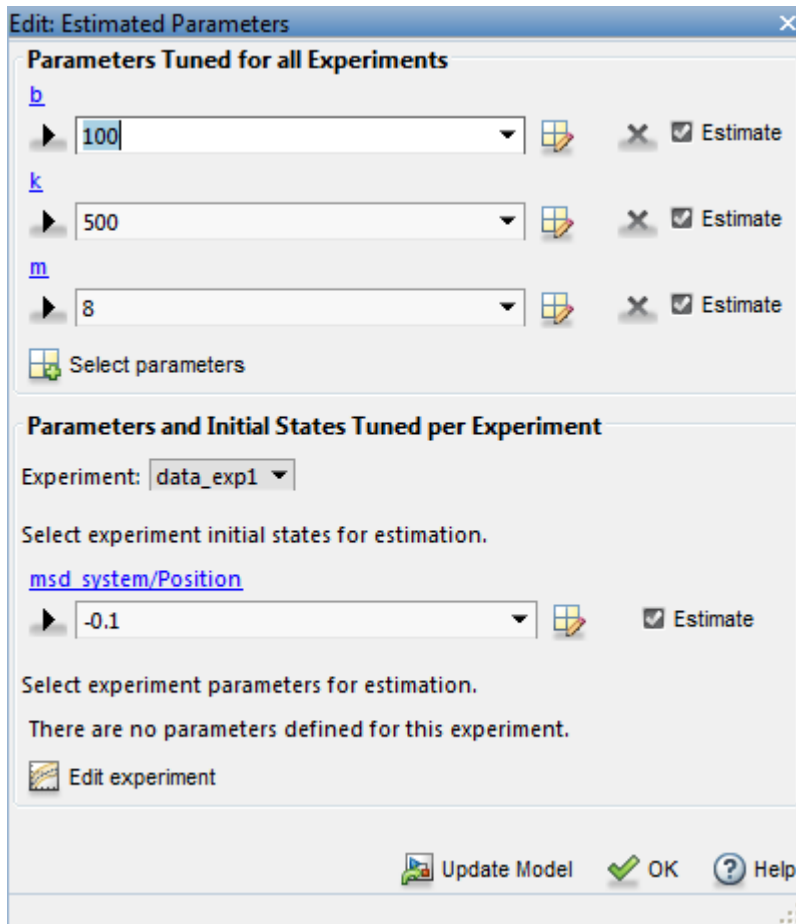 Edit: Estimated Parameters
Parameters Tuned for all Experiments
b
100 Estimate
k
500 Estimate
m
8 Estimate
Select parameters
Parameters and Initial States Tuned per Experiment
Experiment: data_exp1
Select experiment initial states for estimation.
msd_system/Position
-0.1 Estimate
Select experiment parameters for estimation.
There are no parameters defined for this experiment.
Edit experiment
Update Model OK Help